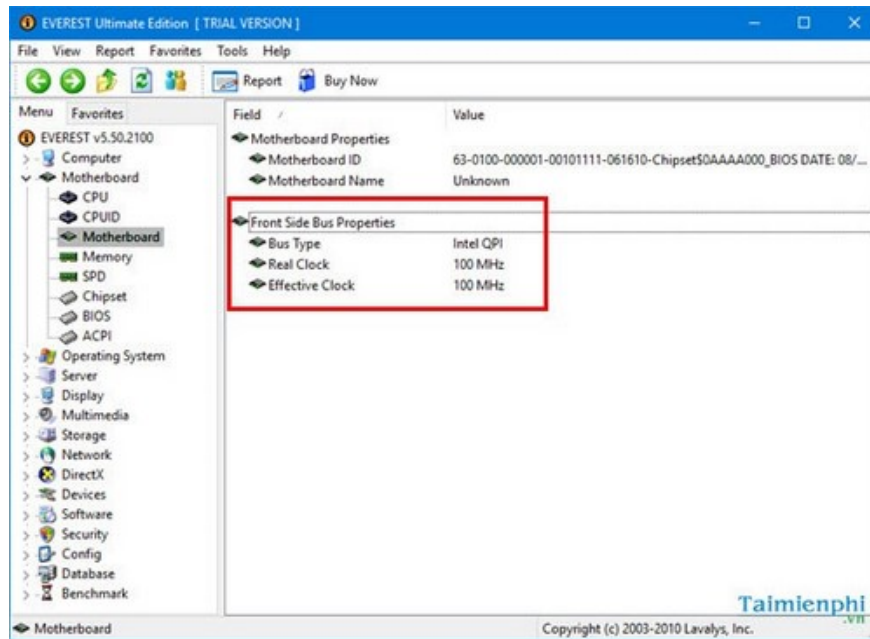 EVEREST Ultimate Edition [ TRIAL VERSION ]
File View Report Favorites Tools Help
Report Buy Now
Menu Favorites
EVEREST v5.50.2100
Computer
Motherboard
CPU
CPUID
Motherboard
Memory
SPD
Chipset
BIOS
ACPI
Operating System
Server
Display
Multimedia
Storage
Network
DirectX
Devices
Software
Security
Config
Database
Benchmark
Field / Value
Motherboard Properties
Motherboard ID 63-0100-000001-00101111-061610-Chipset$0AAAA000_BIOS DATE: 08/...
Motherboard Name Unknown
Front Side Bus Properties
Bus Type Intel QPI
Real Clock 100 MHz
Effective Clock 100 MHz
Taimienphi
.vn
Motherboard Copyright (c) 2003-2010 Lavalys, Inc.